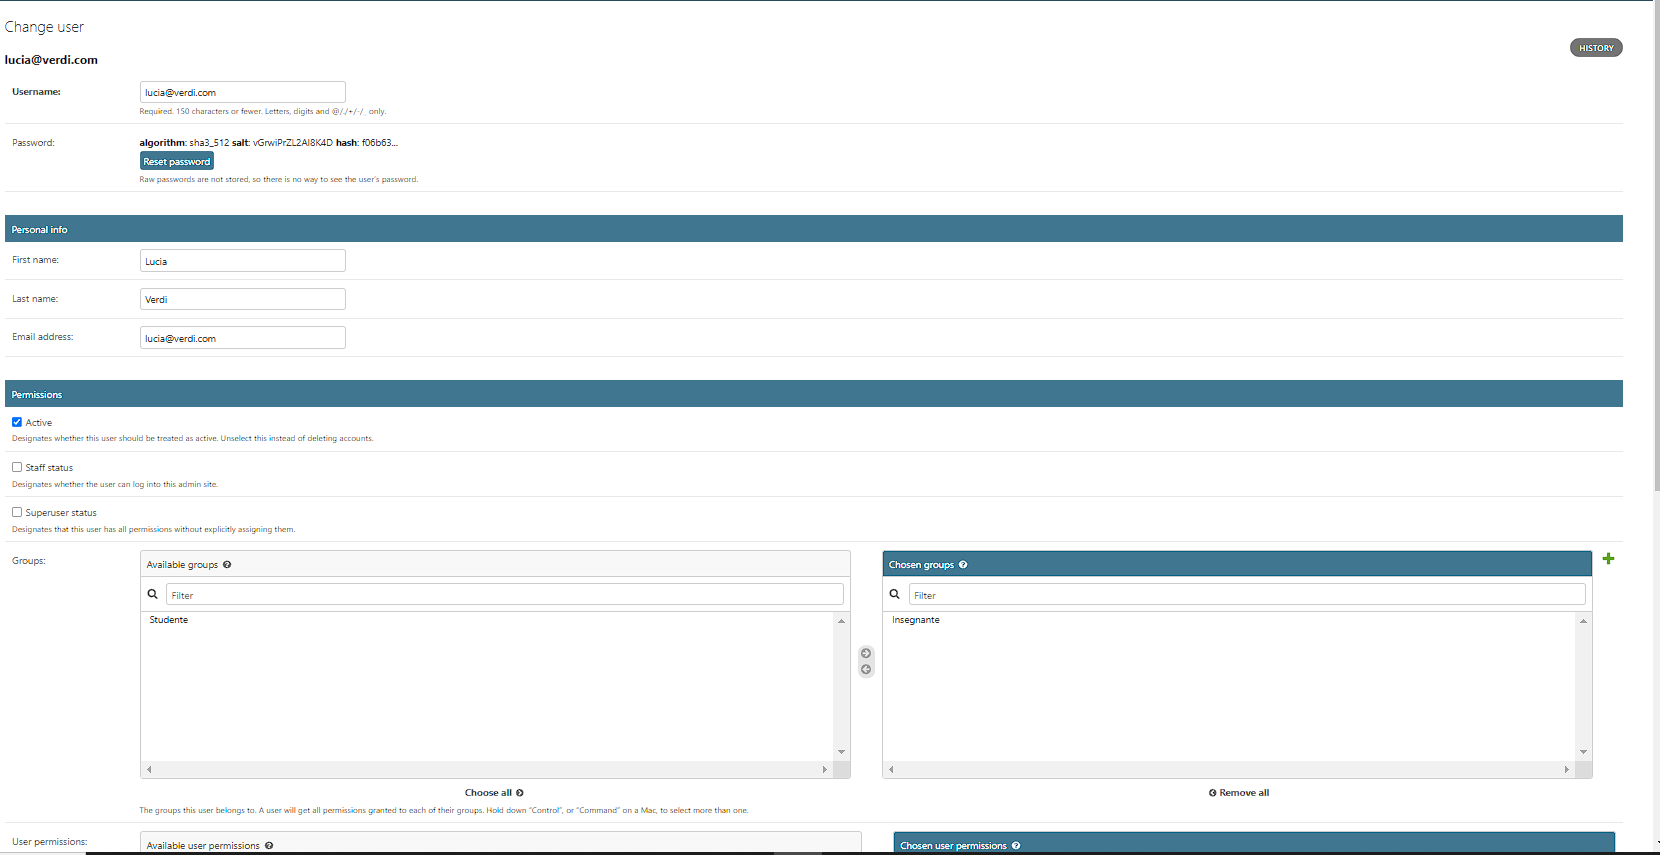 Change user
HISTORY
lucia@verdi.com
Username:
lucia@verdi.com
Required. 150 characters or fewer. Letters, digits and @/./+/-/_ only.
Password:
algorithm: sha3_512 salt: vGrwiPrZL2AI8K4D hash: f06b63...
Reset password
Raw passwords are not stored, so there is no way to see the user's password.
Personal info
First name:
Lucia
Last name:
Verdi
Email address:
lucia@verdi.com
Permissions
Active
Designates whether this user should be treated as active. Unselect this instead of deleting accounts.
Staff status
Designates whether the user can log into this admin site.
Superuser status
Designates that this user has all permissions without explicitly assigning them.
Groups:
Available groups ?
Filter
Studente
Choose all
Chosen groups ?
Filter
Insegnante
Remove all
The groups this user belongs to. A user will get all permissions granted to each of their groups. Hold down “Control”, or “Command” on a Mac, to select more than one.
User permissions:
Available user permissions ?
Chosen user permissions ?